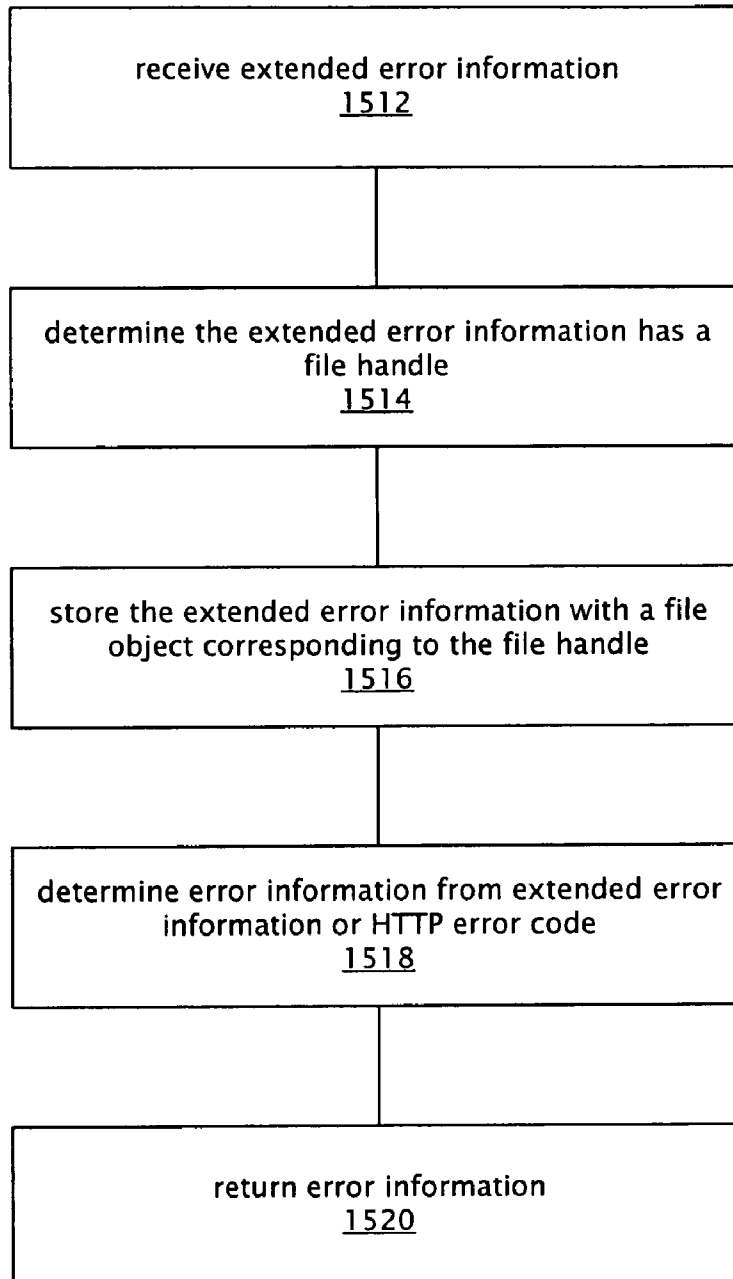 receive extended error information
1512
determine the extended error information has a
file handle
1514
store the extended error information with a file
object corresponding to the file handle
1516
determine error information from extended error
information or HTTP error code
1518
return error information
1520